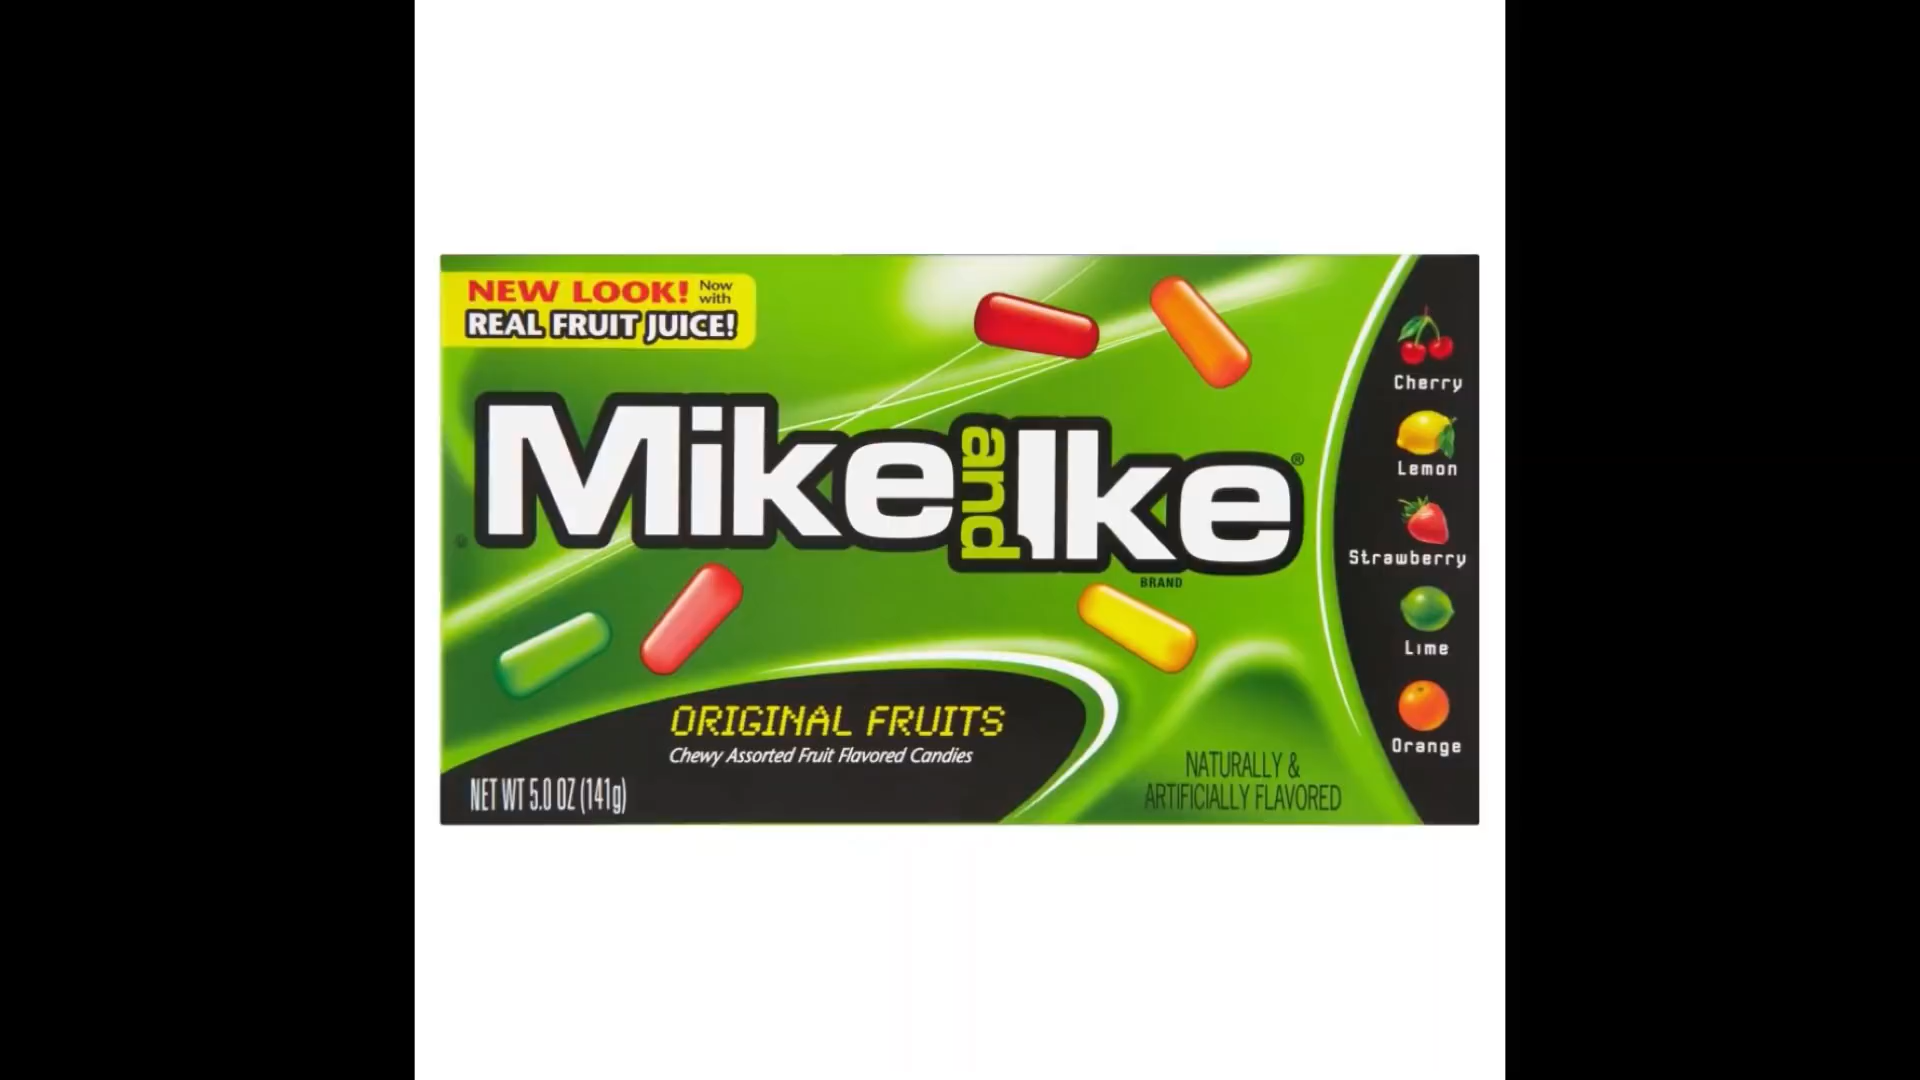 NEW LOOK! Now with
REAL FRUIT JUICE!
Mike and Ike®
BRAND
Cherry
Lemon
Strawberry
Lime
Orange
ORIGINAL FRUITS
Chewy Assorted Fruit Flavored Candies
NET WT 5.0 OZ (141g)
NATURALLY &
ARTIFICIALLY FLAVORED